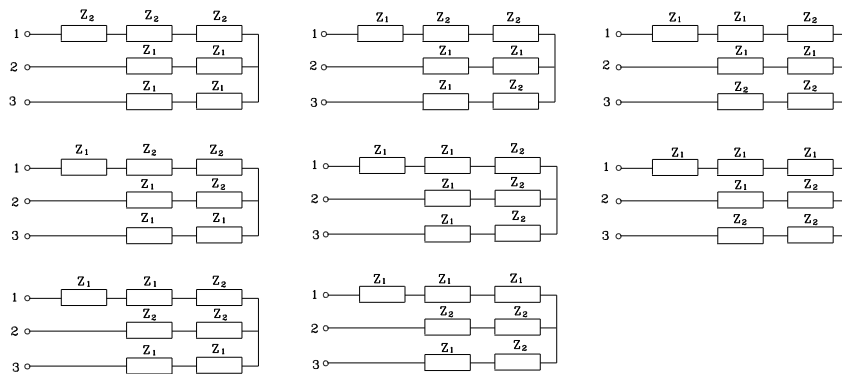 Z₂ Z₂ Z₂ Z₁ Z₂ Z₂ Z₁ Z₁ Z₂
1 1 1
Z₁ Z₁ Z₁ Z₁ Z₁ Z₁
2 2 2
Z₁ Z₁ Z₁ Z₂ Z₂ Z₂
3 3 3
Z₁ Z₂ Z₂ Z₁ Z₁ Z₂ Z₁ Z₁ Z₁
1 1 1
Z₁ Z₂ Z₁ Z₂ Z₁ Z₂
2 2 2
Z₁ Z₁ Z₁ Z₂ Z₂ Z₂
3 3 3
Z₁ Z₁ Z₂ Z₁ Z₁ Z₁
1 1
Z₂ Z₂ Z₂ Z₂
2 2
Z₁ Z₁ Z₁ Z₂
3 3